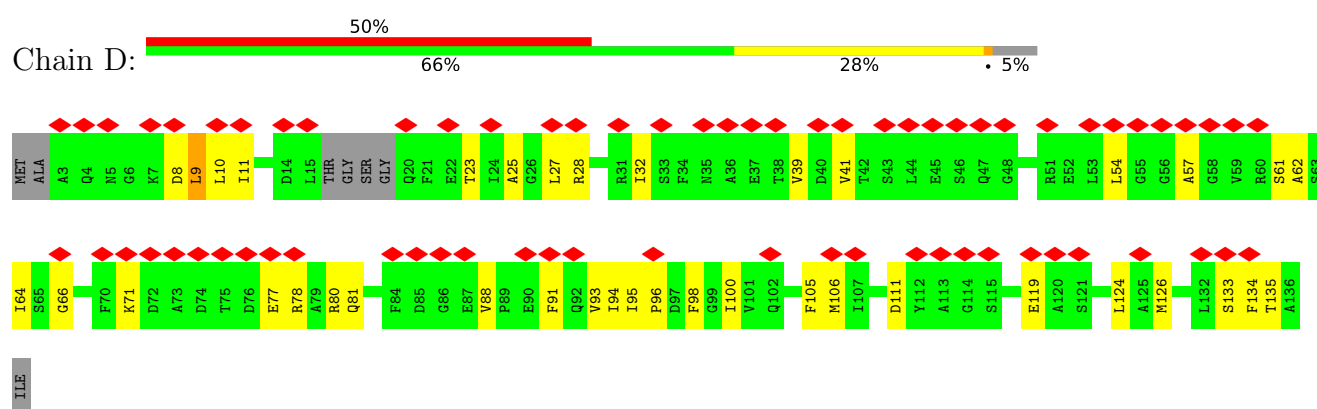 50%
Chain D:
66% 28% • 5%
MET ALA A3 Q4 N5 G6 K7 D8 L9 L10 I11 D14 L15 THR GLY SER GLY Q20 F21 E22 T23 I24 A25 G26 L27 R28 R31 I32 S33 F34 N35 A36 E37 T38 V39 D40 V41 T42 S43 L44 E45 S46 Q47 G48 R51 E52 L53 L54 G55 G56 A57 G58 V59 R60 S61 A62 S63
I64 S65 G66 F70 K71 D72 A73 D74 T75 D76 E77 R78 A79 R80 Q81 F84 D85 G86 E87 V88 P89 E90 F91 Q92 V93 I94 I95 P96 D97 F98 G99 I100 V101 Q102 F105 M106 I107 D111 Y112 A113 G114 S115 E119 A120 S121 L124 A125 M126 L132 S133 F134 T135 A136
ILE